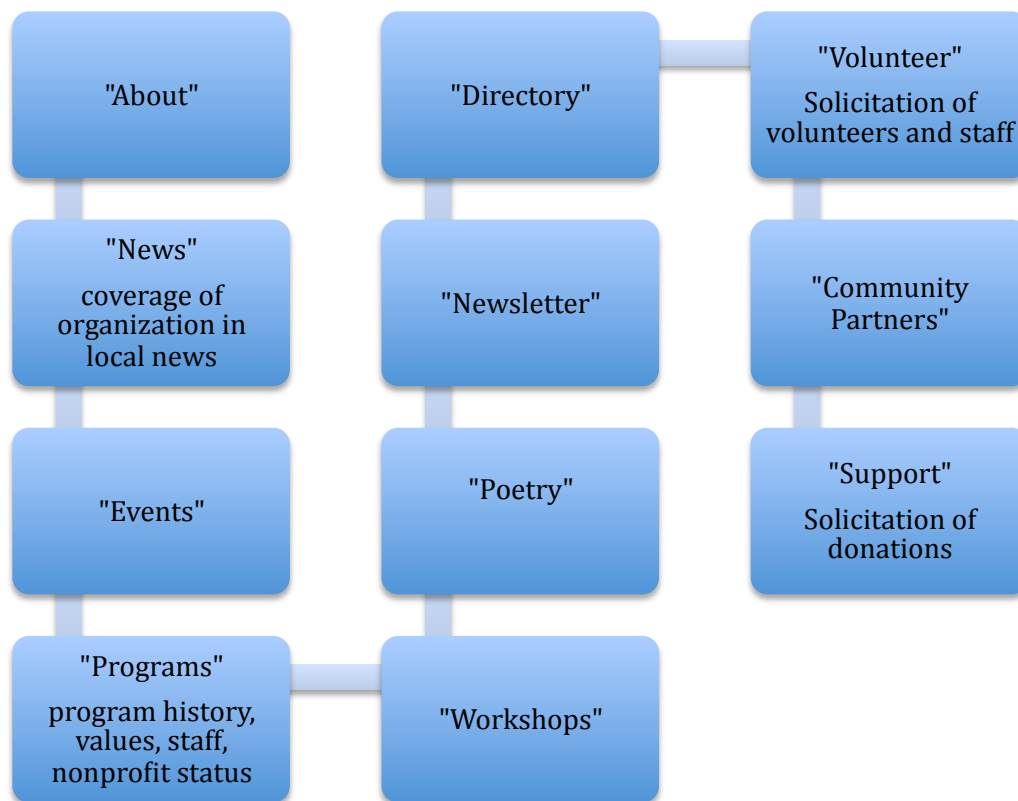 "About"
"News"
coverage of
organization in
local news
"Events"
"Programs"
program history,
values, staff,
nonprofit status
"Workshops"
"Poetry"
"Newsletter"
"Directory"
"Volunteer"
Solicitation of
volunteers and staff
"Community
Partners"
"Support"
Solicitation of
donations